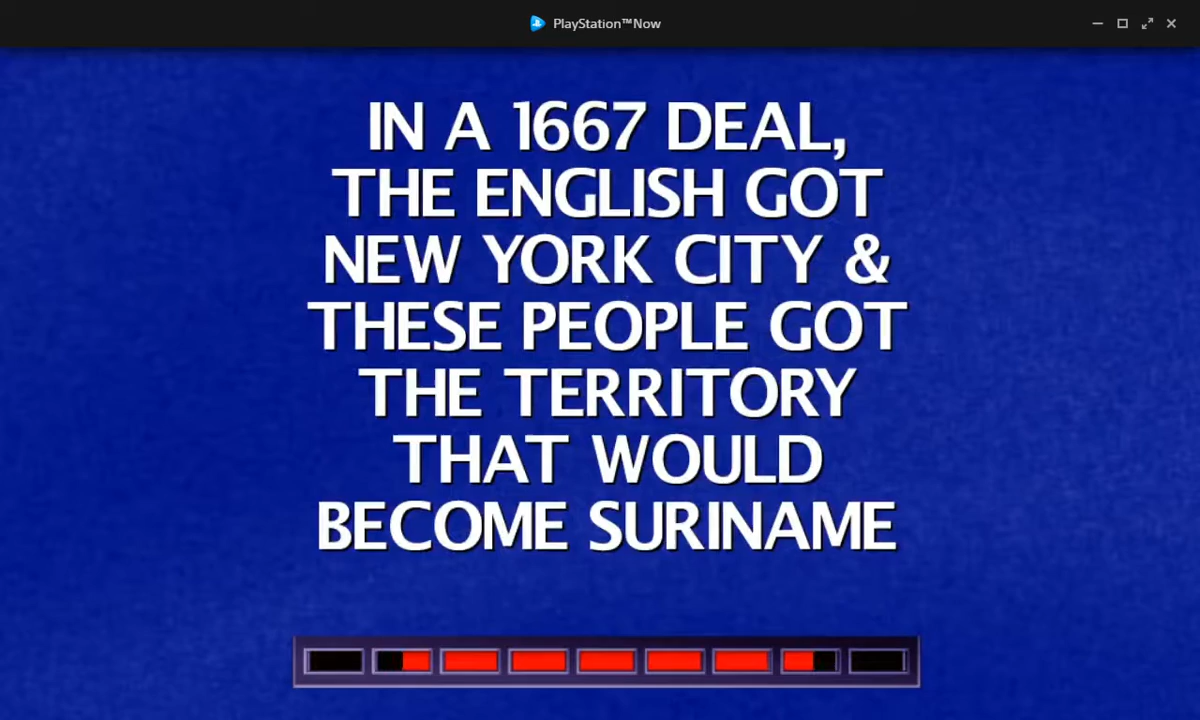 PlayStation™Now
IN A 1667 DEAL,
THE ENGLISH GOT
NEW YORK CITY &
THESE PEOPLE GOT
THE TERRITORY
THAT WOULD
BECOME SURINAME